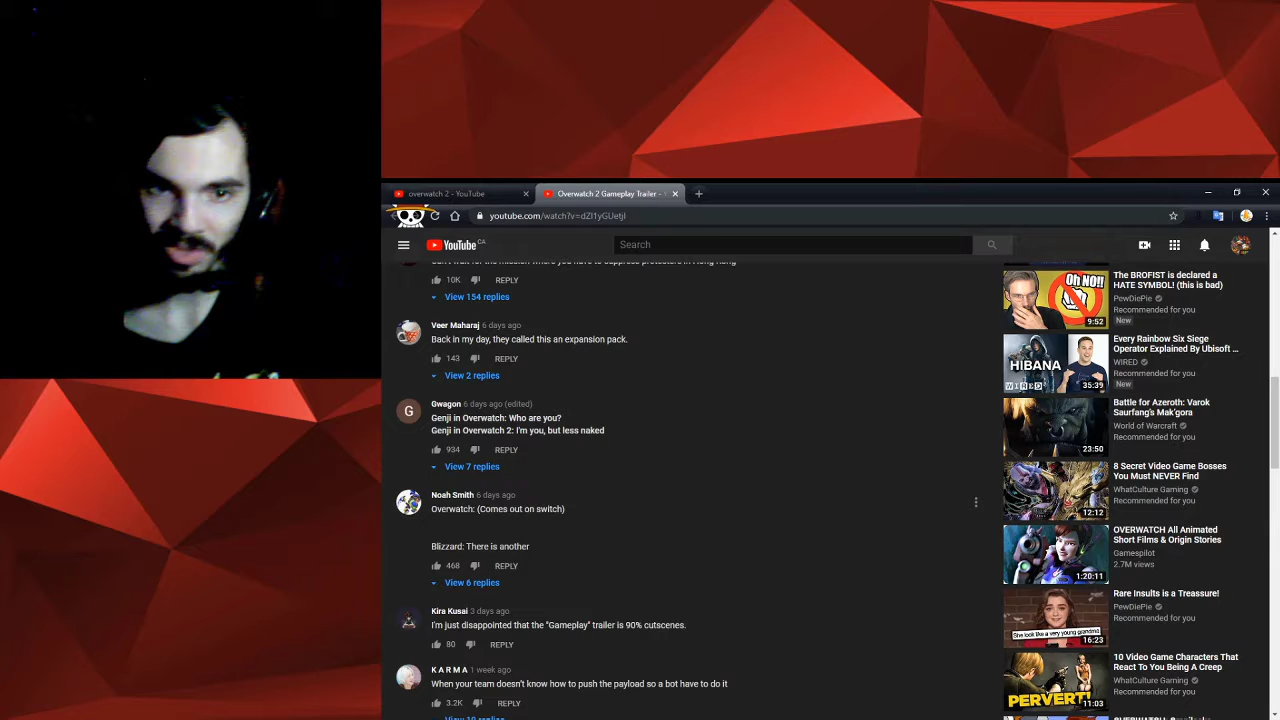 overwatch 2 - YouTube
Overwatch 2 Gameplay Trailer -
youtube.com/watch?v=dZl1yGUetjI
YouTube CA
Search
10K REPLY
View 154 replies
Veer Maharaj 6 days ago
Back in my day, they called this an expansion pack.
143 REPLY
View 2 replies
G
Gwagon 6 days ago (edited)
Genji in Overwatch: Who are you?
Genji in Overwatch 2: I'm you, but less naked
934 REPLY
View 7 replies
Noah Smith 6 days ago
Overwatch: (Comes out on switch)
Blizzard: There is another
468 REPLY
View 6 replies
Kira Kusai 3 days ago
I'm just disappointed that the "Gameplay" trailer is 90% cutscenes.
80 REPLY
K A R M A 1 week ago
When your team doesn't know how to push the payload so a bot have to do it
3.2K REPLY
Oh NO!!
9:52
The BROFIST is declared a
HATE SYMBOL! (this is bad)
PewDiePie
Recommended for you
New
HIBANA
WIRED
35:39
Every Rainbow Six Siege
Operator Explained By Ubisoft ...
WIRED
Recommended for you
New
23:50
Battle for Azeroth: Varok
Saurfang's Mak'gora
World of Warcraft
Recommended for you
12:12
8 Secret Video Game Bosses
You Must NEVER Find
WhatCulture Gaming
Recommended for you
1:20:11
OVERWATCH All Animated
Short Films & Origin Stories
Gamespilot
2.7M views
She look like a very young grandma
16:23
Rare Insults is a Treassure!
PewDiePie
Recommended for you
PERVERT!
11:03
10 Video Game Characters That
React To You Being A Creep
WhatCulture Gaming
Recommended for you